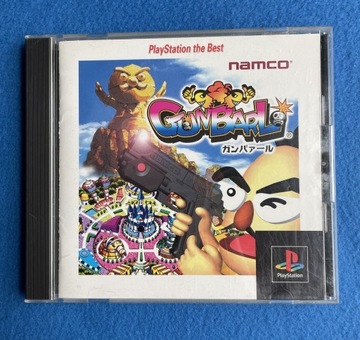 PlayStation the Best
namco®
GUNBARL®
ガンバァール
PlayStation